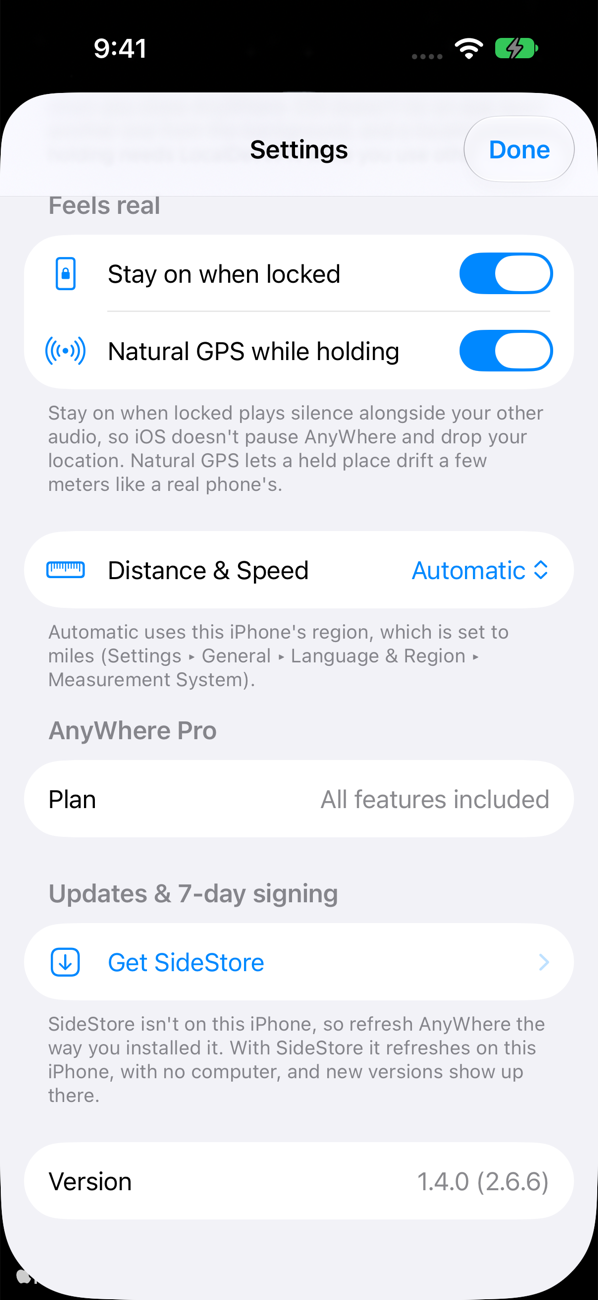 9:41
Settings
Done
Feels real
Stay on when locked
Natural GPS while holding
Stay on when locked plays silence alongside your other
audio, so iOS doesn't pause AnyWhere and drop your
location. Natural GPS lets a held place drift a few
meters like a real phone's.
Distance & Speed
Automatic
Automatic uses this iPhone's region, which is set to
miles (Settings ▸ General ▸ Language & Region ▸
Measurement System).
AnyWhere Pro
Plan
All features included
Updates & 7-day signing
Get SideStore
SideStore isn't on this iPhone, so refresh AnyWhere the
way you installed it. With SideStore it refreshes on this
iPhone, with no computer, and new versions show up
there.
Version
1.4.0 (2.6.6)